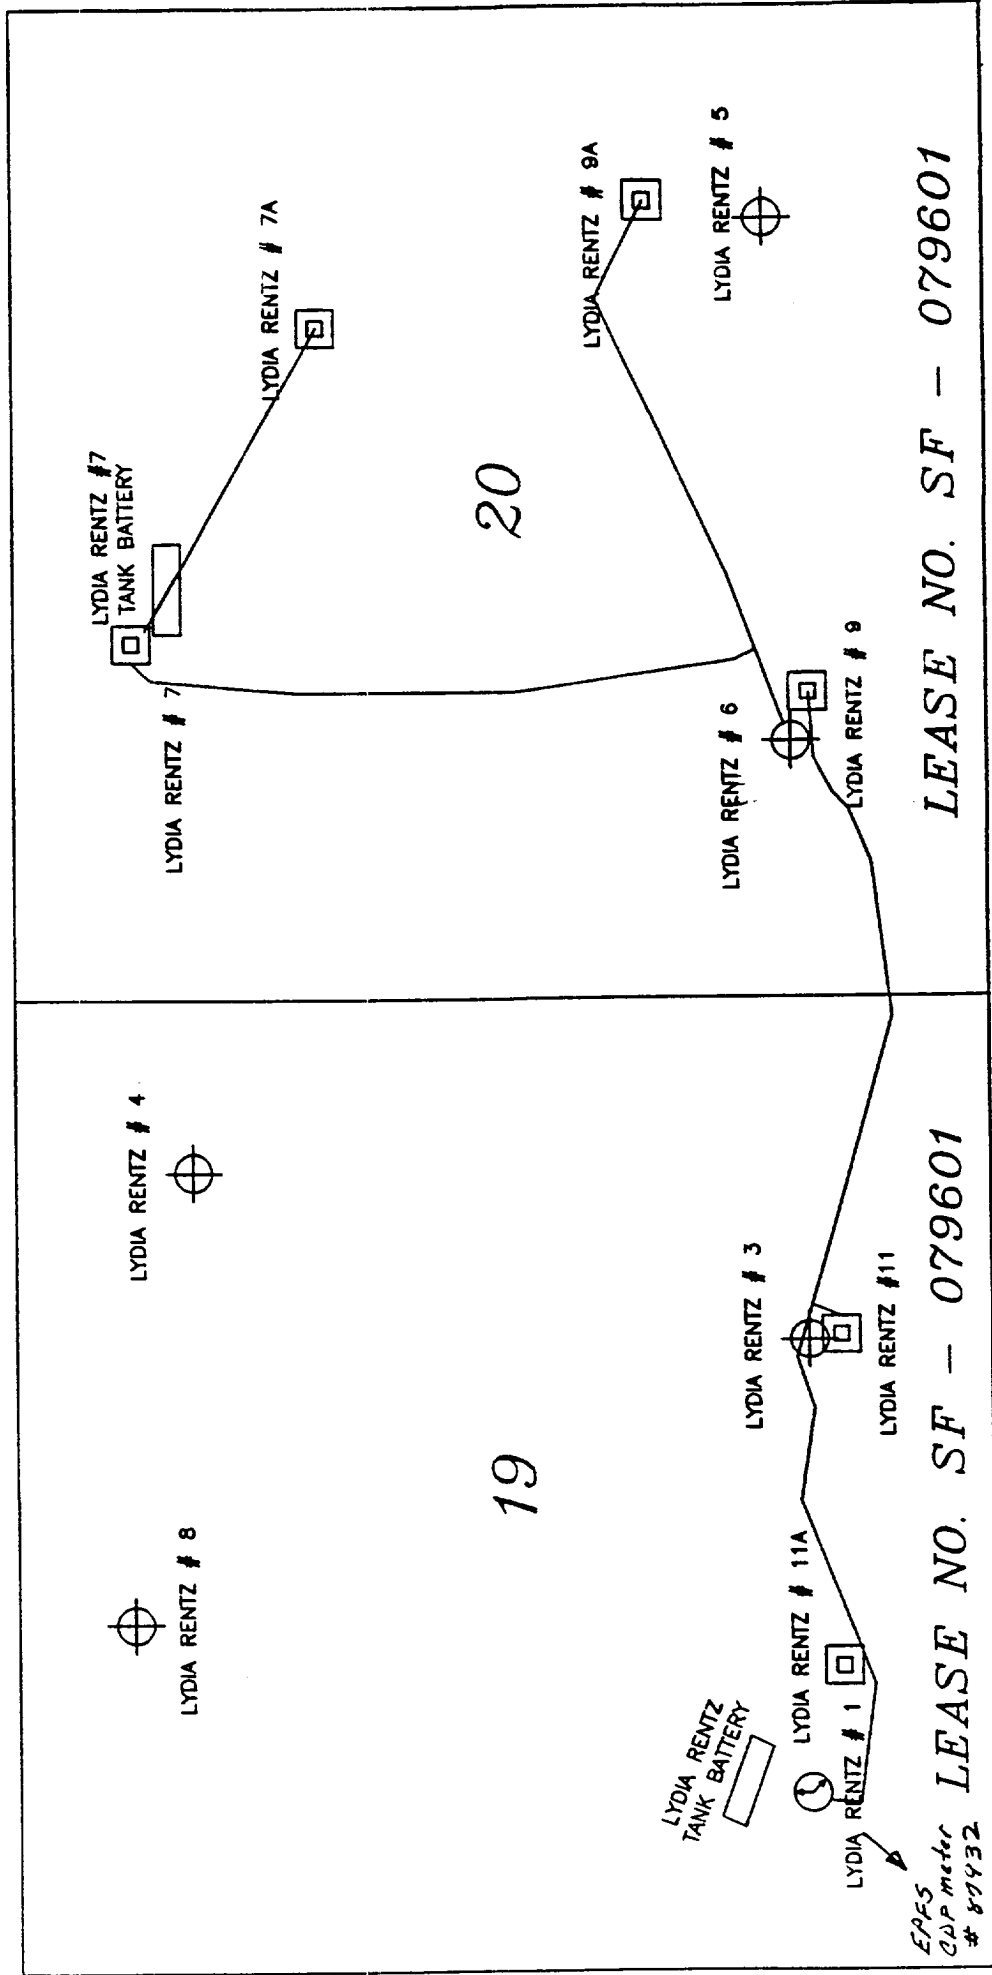 LYDIA RENTZ # 8
LYDIA RENTZ # 4
19
LYDIA RENTZ
TANK BATTERY
LYDIA RENTZ # 11A
LYDIA RENTZ # 1
LYDIA RENTZ # 3
LYDIA RENTZ #11
EPFS
CDP meter
# 87432
LEASE NO. SF - 079601
LYDIA RENTZ #7
TANK BATTERY
LYDIA RENTZ # 7
LYDIA RENTZ # 7A
20
LYDIA RENTZ # 9A
LYDIA RENTZ # 5
LYDIA RENTZ # 6
LYDIA RENTZ # 9
LEASE NO. SF - 079601